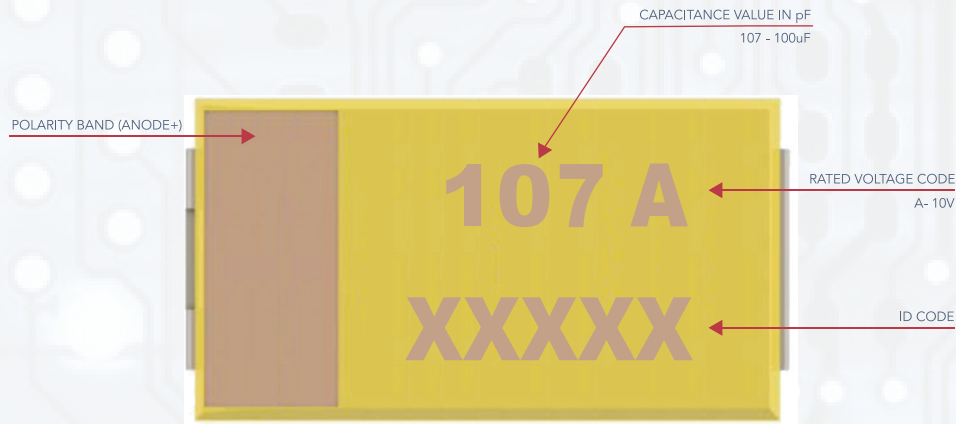 CAPACITANCE VALUE IN pF
107 - 100uF
POLARITY BAND (ANODE+)
107 A
RATED VOLTAGE CODE
A- 10V
XXXXX
ID CODE